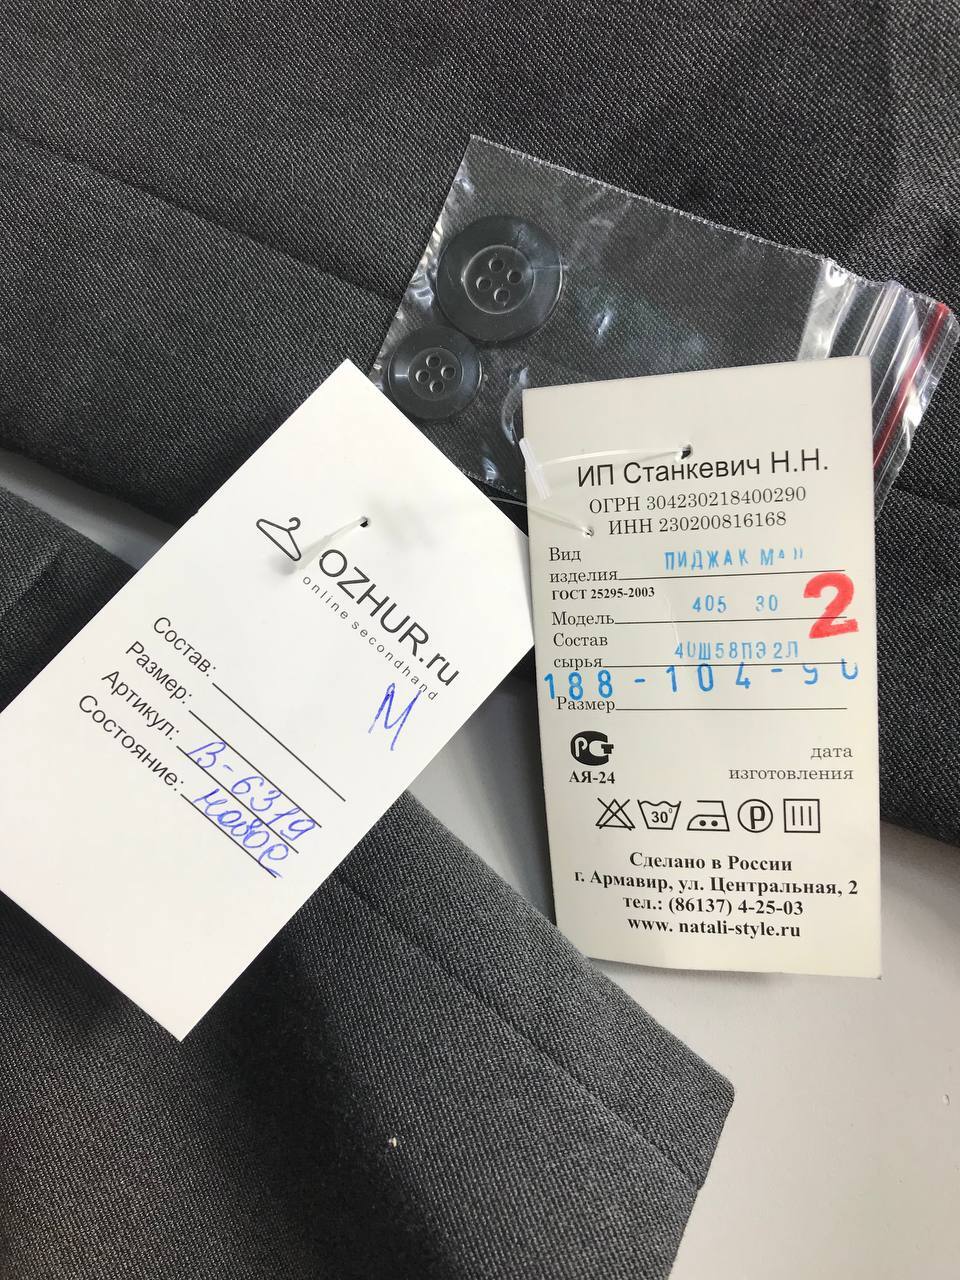 OZHUR.ru
online secondhand
Состав:
Размер: М
Артикул: В-6319
Состояние: новое
ИП Станкевич Н.Н.
ОГРН 304230218400290
ИНН 230200816168
Вид
изделия ПИДЖАК
ГОСТ 25295-2003
Модель 405 30
2
Состав
сырья 40Ш58ПЭ2Л
188-104-90
Размер
РСТ
АЯ-24
дата
изготовления
30°
P
Сделано в России
г. Армавир, ул. Центральная, 2
тел.: (86137) 4-25-03
www. natali-style.ru